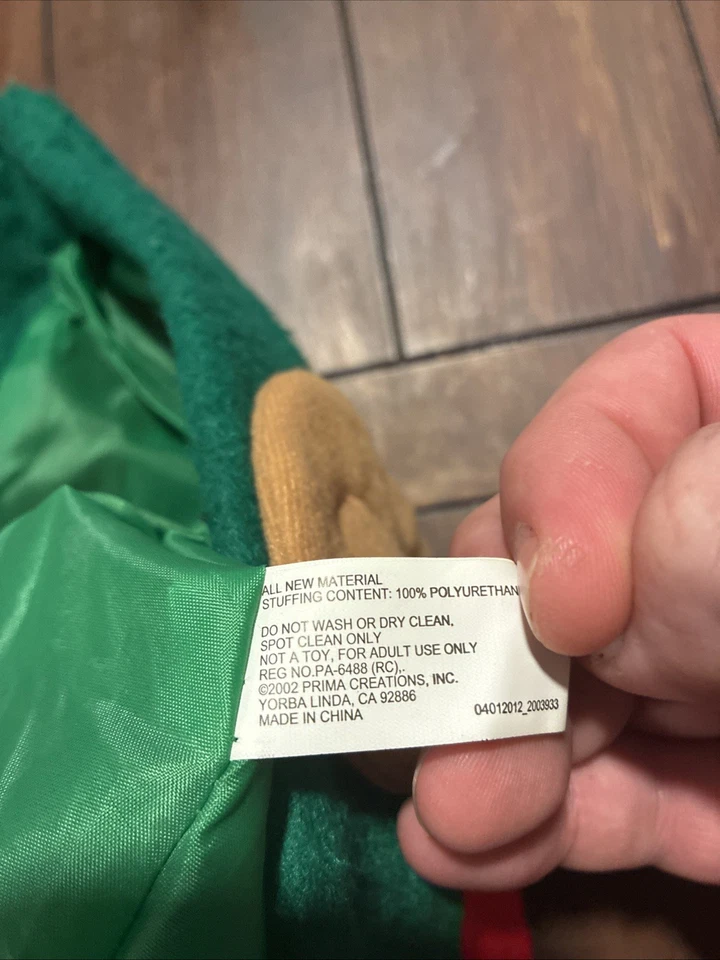 ALL NEW MATERIAL
STUFFING CONTENT: 100% POLYURETHAN
DO NOT WASH OR DRY CLEAN.
SPOT CLEAN ONLY
NOT A TOY, FOR ADULT USE ONLY
REG NO.PA-6488 (RC),.
©2002 PRIMA CREATIONS, INC.
YORBA LINDA, CA 92886
MADE IN CHINA
04012012_2003933